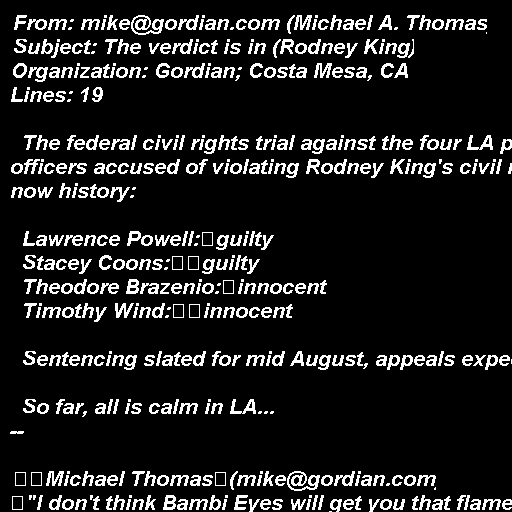 From: mike@gordian.com (Michael A. Thomas
Subject: The verdict is in (Rodney King)
Organization: Gordian; Costa Mesa, CA
Lines: 19
The federal civil rights trial against the four LA p
officers accused of violating Rodney King's civil r
now history:
Lawrence Powell:□guilty
Stacey Coons:□□guilty
Theodore Brazenio:□innocent
Timothy Wind:□□innocent
Sentencing slated for mid August, appeals expe
So far, all is calm in LA...
--
□□Michael Thomas□(mike@gordian.com
□"I don't think Bambi Eyes will get you that flame